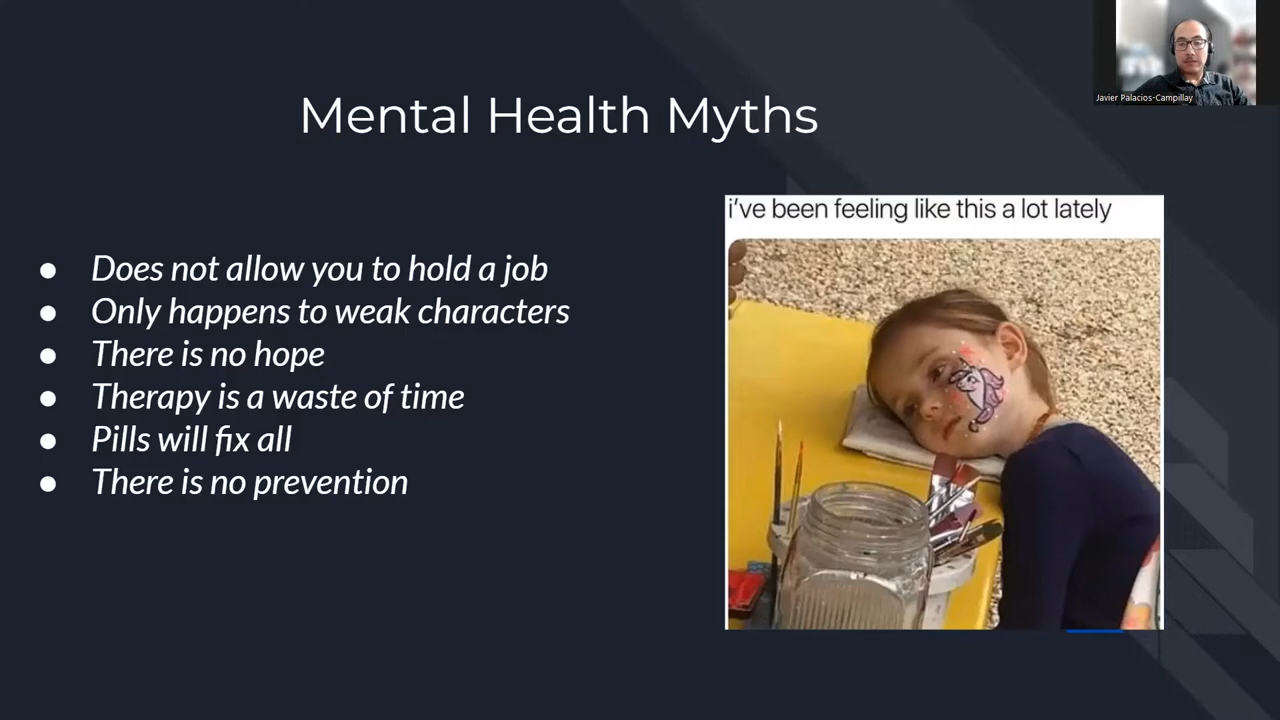 Javier Palacios-Campillay
Mental Health Myths
● Does not allow you to hold a job
● Only happens to weak characters
● There is no hope
● Therapy is a waste of time
● Pills will fix all
● There is no prevention
i've been feeling like this a lot lately